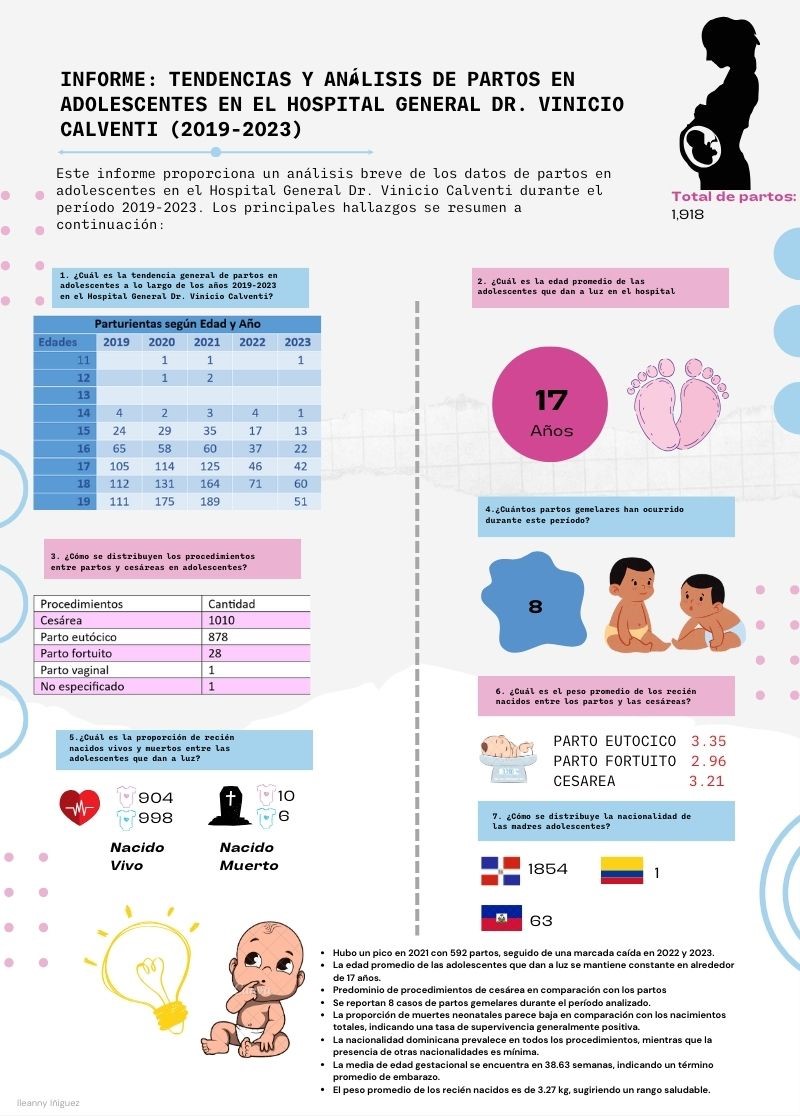 INFORME: TENDENCIAS Y ANÁLISIS DE PARTOS EN
ADOLESCENTES EN EL HOSPITAL GENERAL DR. VINICIO
CALVENTI (2019-2023)
Este informe proporciona un análisis breve de los datos de partos en
adolescentes en el Hospital General Dr. Vinicio Calventi durante el
período 2019-2023. Los principales hallazgos se resumen a
continuación:
Total de partos:
1,918
1. ¿Cuál es la tendencia general de partos en
adolescentes a lo largo de los años 2019-2023
en el Hospital General Dr. Vinicio Calventi?
Parturientas según Edad y Año
Edades 2019 2020 2021 2022 2023
11 1 1 1
12 1 2
13
14 4 2 3 4 1
15 24 29 35 17 13
16 65 58 60 37 22
17 105 114 125 46 42
18 112 131 164 71 60
19 111 175 189 51
2. ¿Cuál es la edad promedio de las
adolescentes que dan a luz en el hospital
17
Años
3. ¿Cómo se distribuyen los procedimientos
entre partos y cesáreas en adolescentes?
Procedimientos Cantidad
Cesárea 1010
Parto eutócico 878
Parto fortuito 28
Parto vaginal 1
No especificado 1
4.¿Cuántos partos gemelares han ocurrido
durante este período?
8
5.¿Cuál es la proporción de recién
nacidos vivos y muertos entre las
adolescentes que dan a luz?
904
998
Nacido
Vivo
10
6
Nacido
Muerto
6. ¿Cuál es el peso promedio de los recién
nacidos entre los partos y las cesáreas?
PARTO EUTOCICO 3.35
PARTO FORTUITO 2.96
CESAREA 3.21
7. ¿Cómo se distribuye la nacionalidad de
las madres adolescentes?
1854
1
63
• Hubo un pico en 2021 con 592 partos, seguido de una marcada caída en 2022 y 2023.
• La edad promedio de las adolescentes que dan a luz se mantiene constante en alrededor
de 17 años.
• Predominio de procedimientos de cesárea en comparación con los partos
• Se reportan 8 casos de partos gemelares durante el período analizado.
• La proporción de muertes neonatales parece baja en comparación con los nacimientos
totales, indicando una tasa de supervivencia generalmente positiva.
• La nacionalidad dominicana prevalece en todos los procedimientos, mientras que la
presencia de otras nacionalidades es mínima.
• La media de edad gestacional se encuentra en 38.63 semanas, indicando un término
promedio de embarazo.
• El peso promedio de los recién nacidos es de 3.27 kg, sugiriendo un rango saludable.
Ileanny Iñiguez